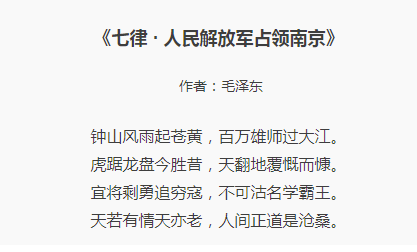 《七律 · 人民解放军占领南京》
作者：毛泽东
钟山风雨起苍黄，百万雄师过大江。
虎踞龙盘今胜昔，天翻地覆慨而慷。
宜将剩勇追穷寇，不可沽名学霸王。
天若有情天亦老，人间正道是沧桑。